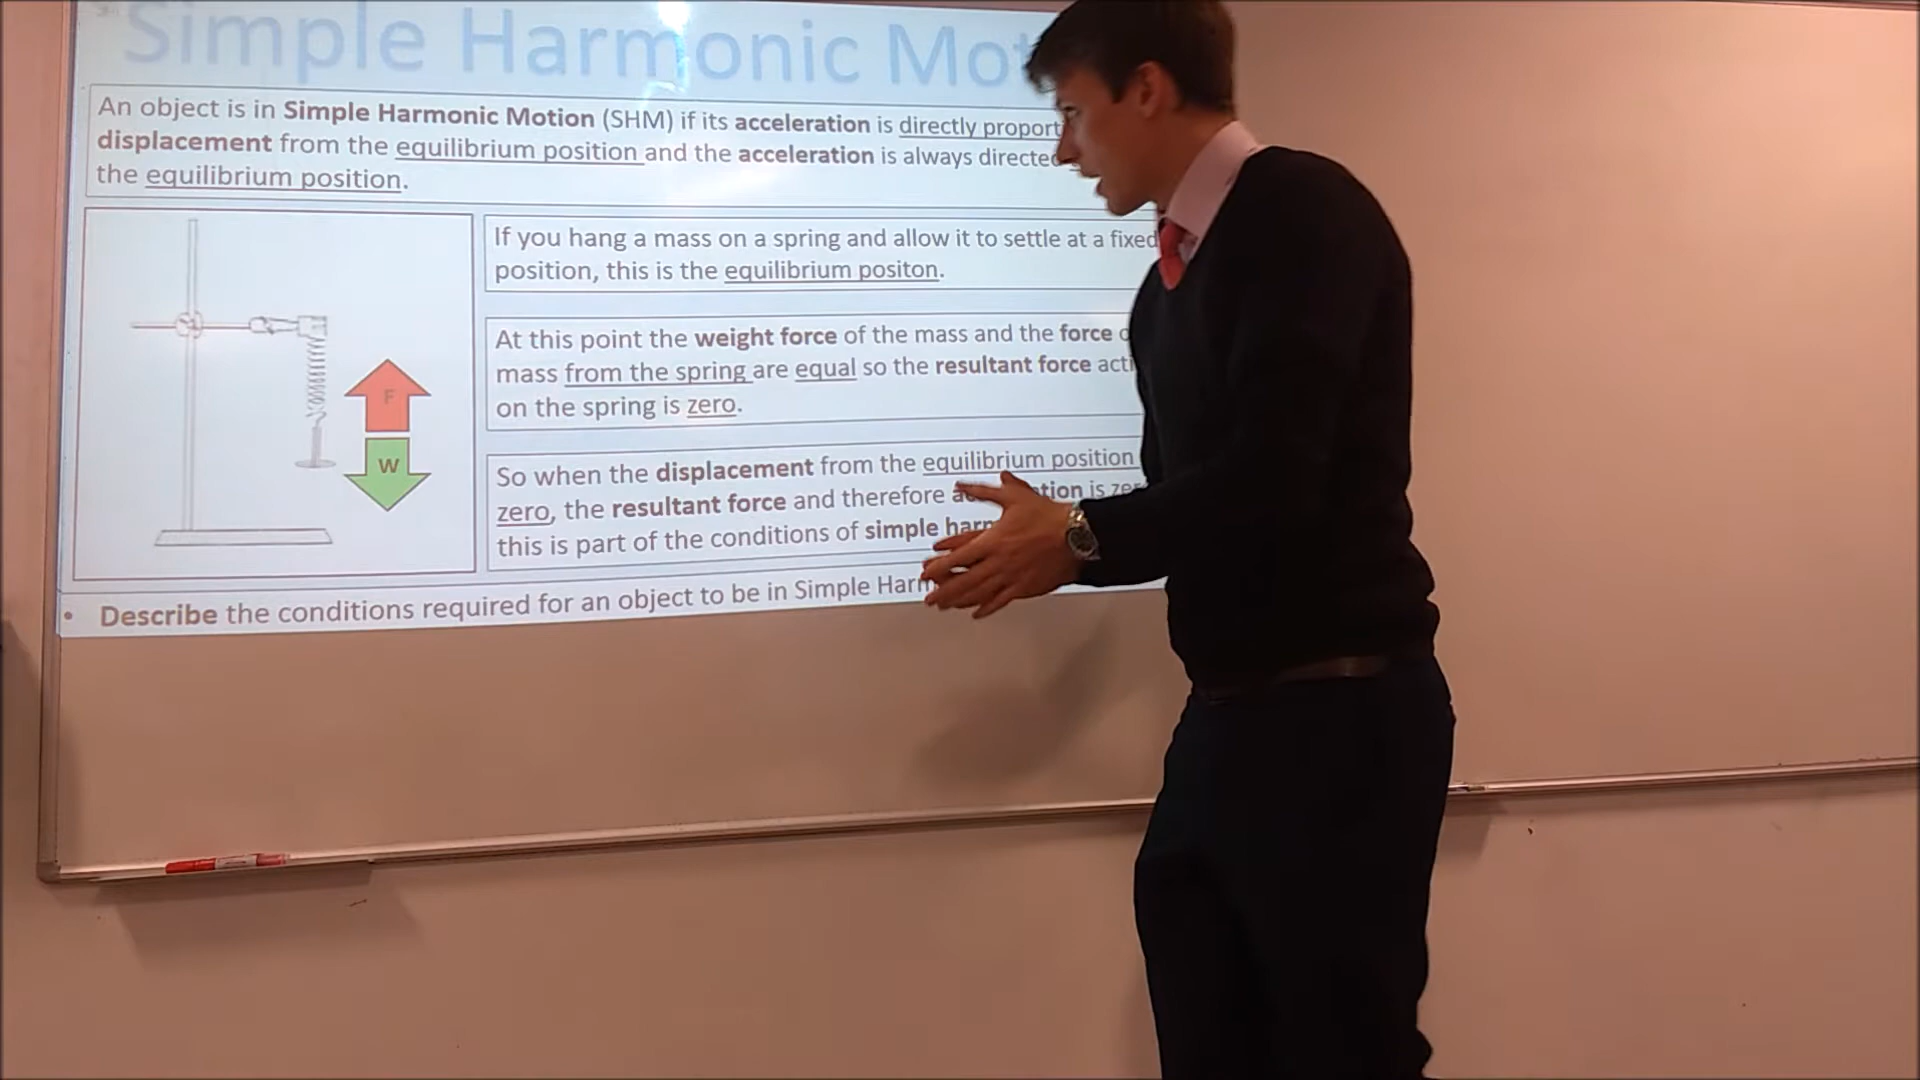 Simple Harmonic Mot
An object is in Simple Harmonic Motion (SHM) if its acceleration is directly proport
displacement from the equilibrium position and the acceleration is always directed
the equilibrium position.
If you hang a mass on a spring and allow it to settle at a fixed
position, this is the equilibrium positon.
At this point the weight force of the mass and the force
mass from the spring are equal so the resultant force acti
on the spring is zero.
F
W
So when the displacement from the equilibrium position
zero, the resultant force and therefore tion is zer
this is part of the conditions of simple harm
• Describe the conditions required for an object to be in Simple Harm